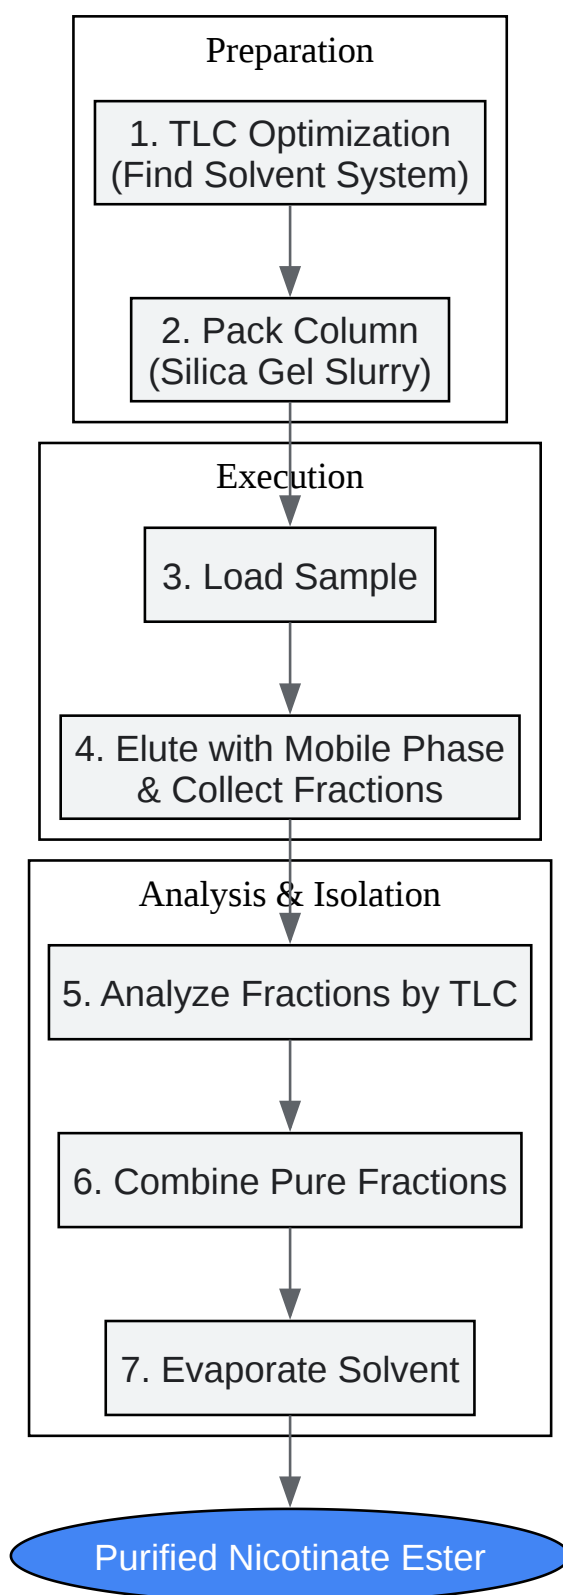 Preparation
1. TLC Optimization
(Find Solvent System)
2. Pack Column
(Silica Gel Slurry)
Execution
3. Load Sample
4. Elute with Mobile Phase
& Collect Fractions
Analysis & Isolation
5. Analyze Fractions by TLC
6. Combine Pure Fractions
7. Evaporate Solvent
Purified Nicotinate Ester